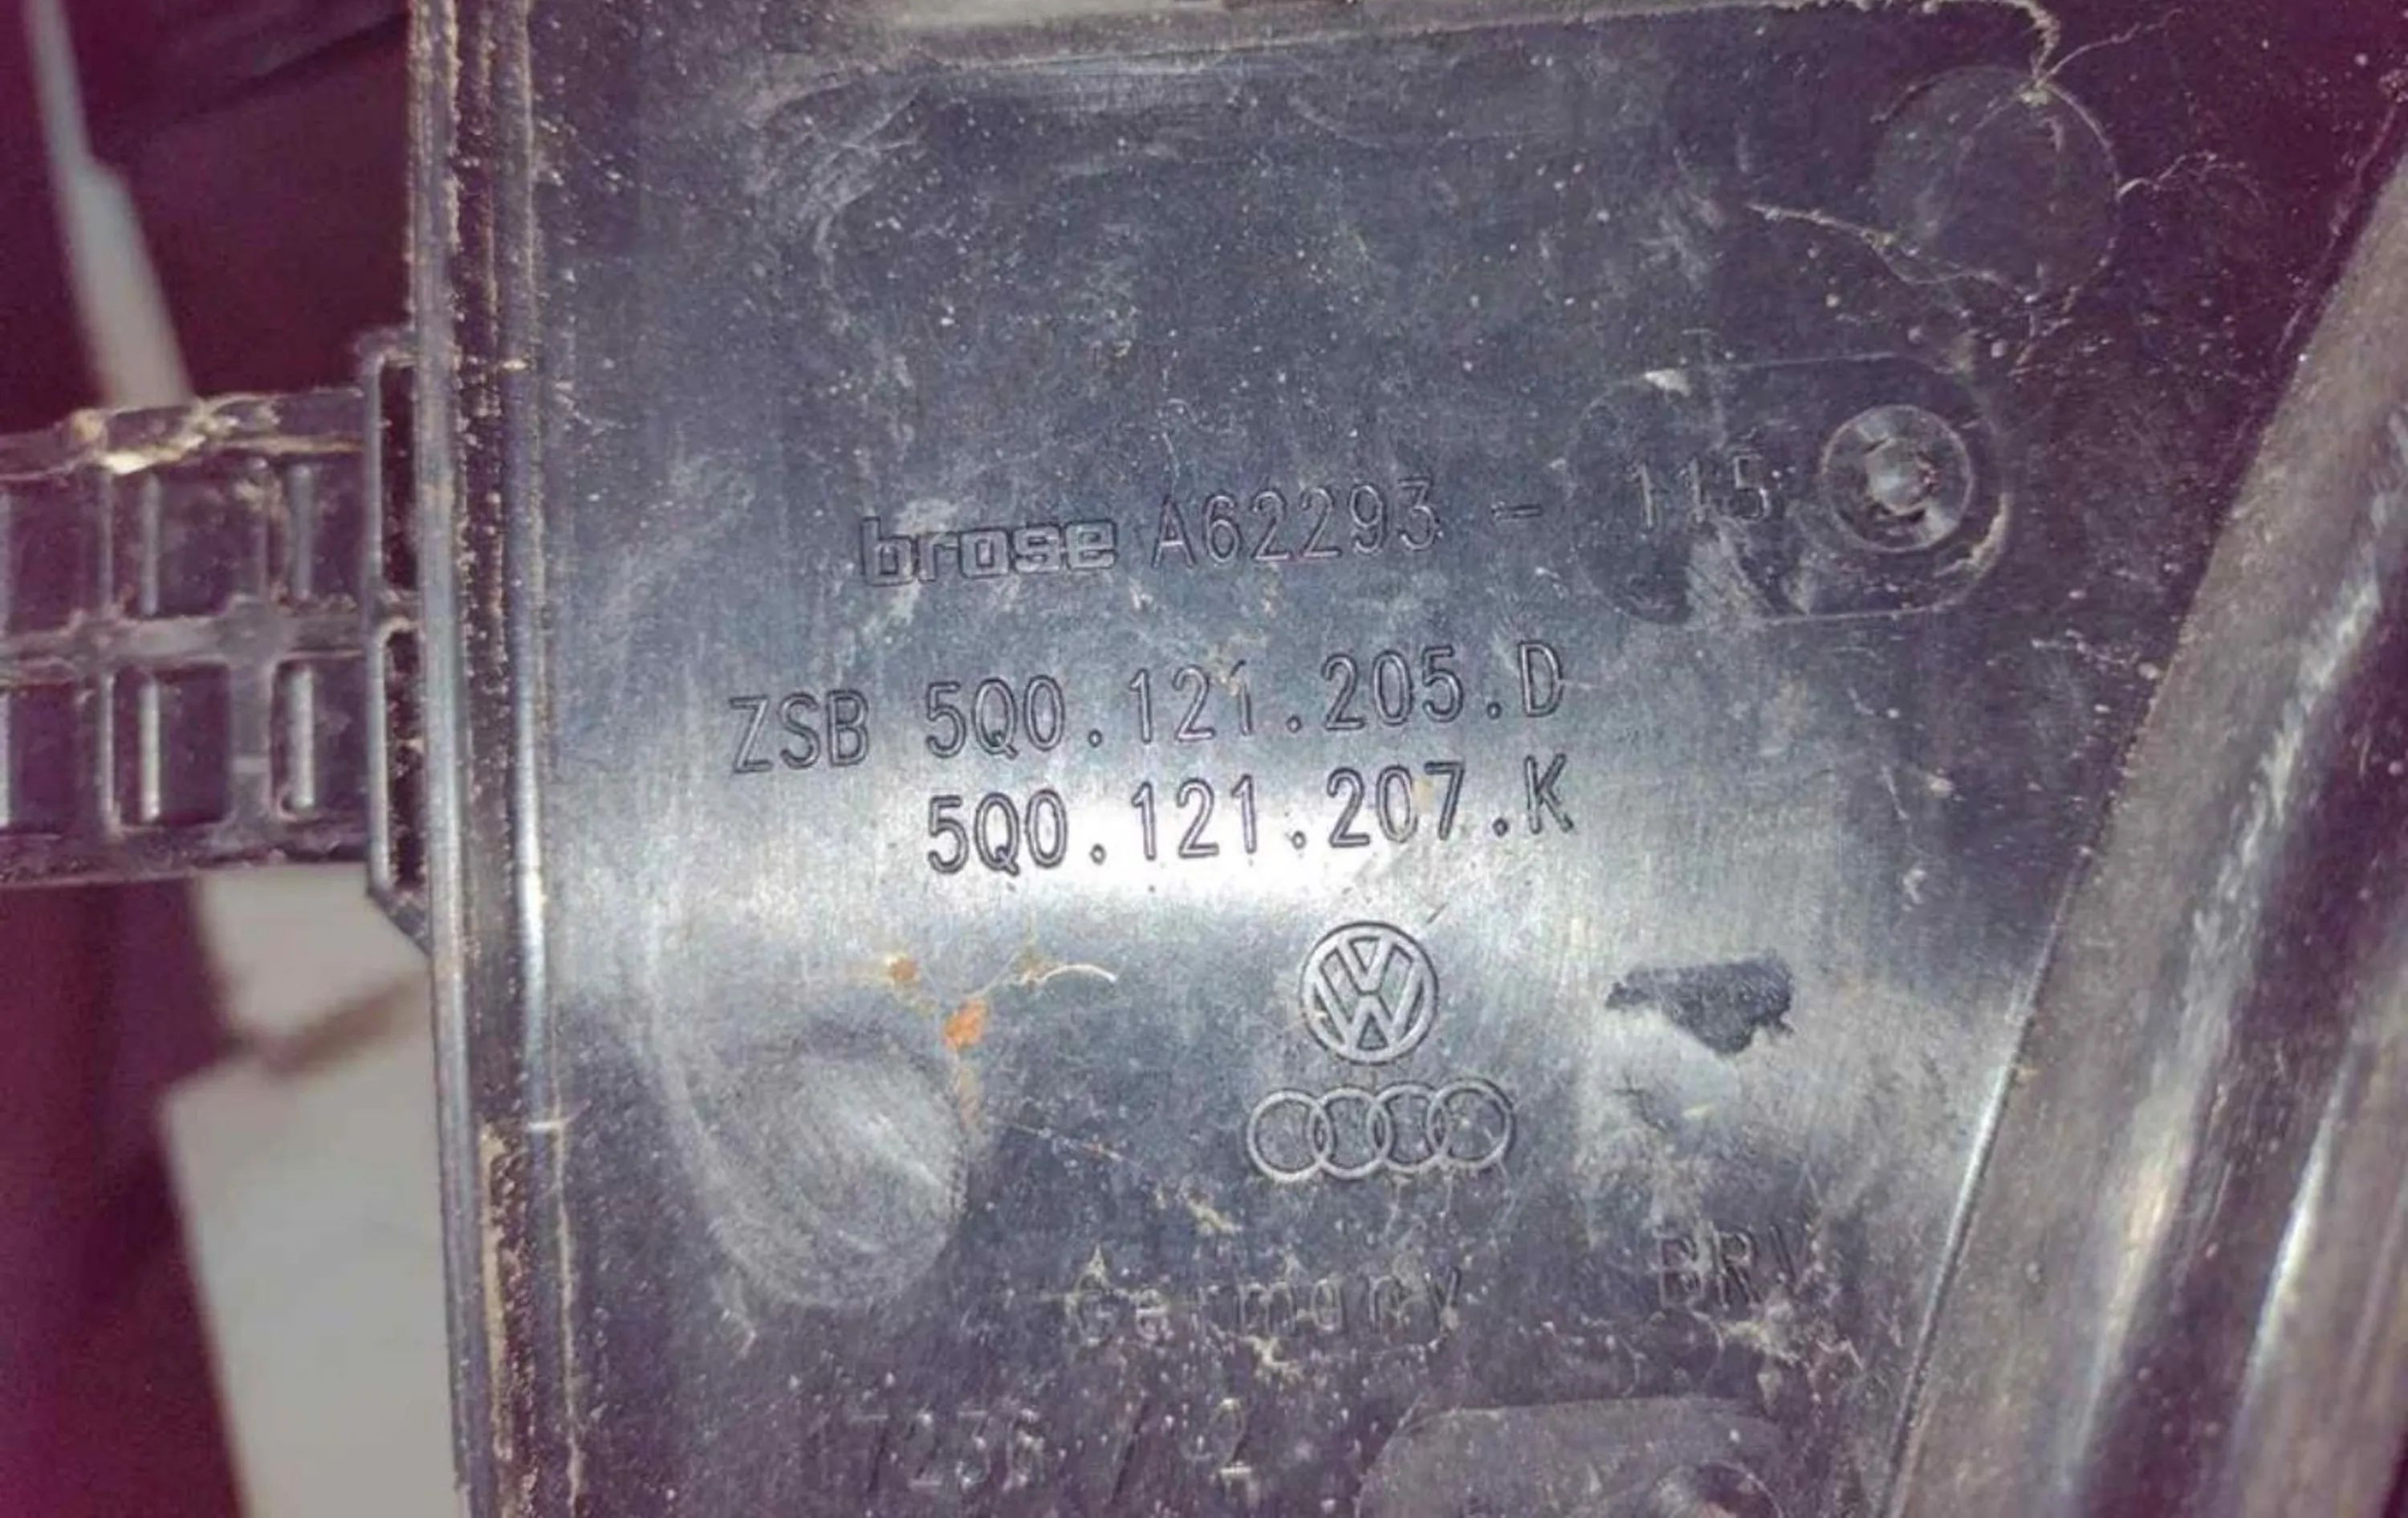 brose A62293 - 115
ZSB 5Q0.121.205.D
5Q0.121.207.K
Germany